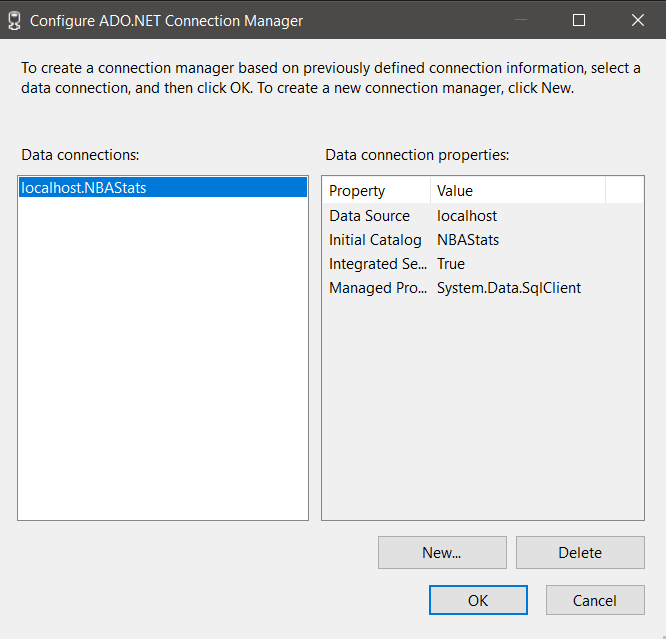 Configure ADO.NET Connection Manager
To create a connection manager based on previously defined connection information, select a
data connection, and then click OK. To create a new connection manager, click New.
Data connections:
localhost.NBAStats
Data connection properties:
Property Value
Data Source localhost
Initial Catalog NBAStats
Integrated Se... True
Managed Pro... System.Data.SqlClient
New... Delete
OK Cancel